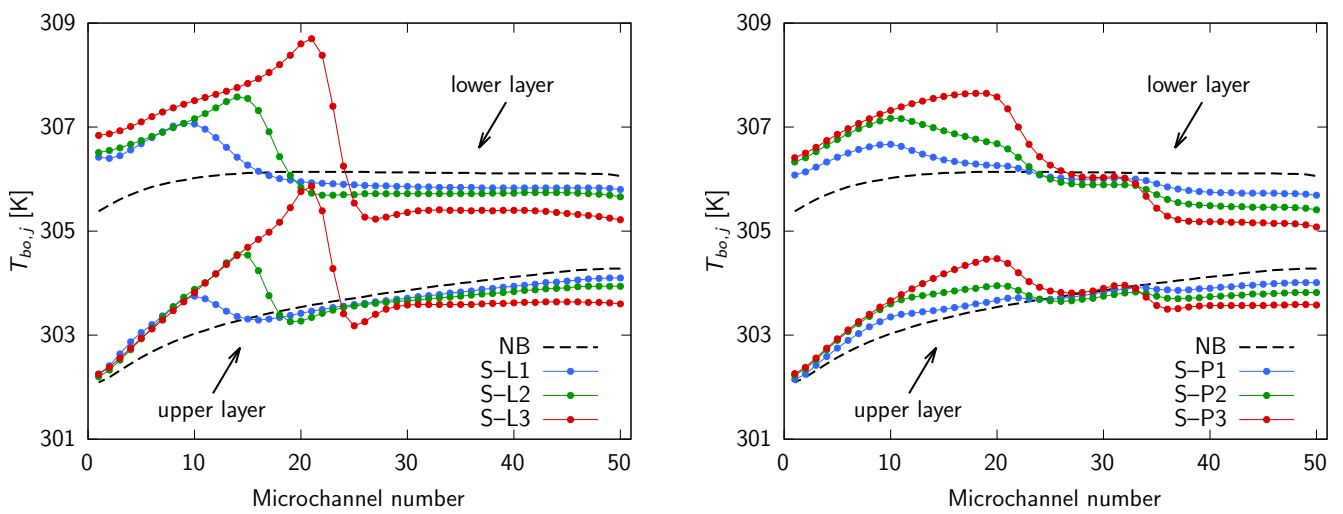 309
307
305
303
301
T_{bo,j} [K]
lower layer
upper layer
NB
S–L1
S–L2
S–L3
0 10 20 30 40 50
Microchannel number
309
307
305
303
301
T_{bo,j} [K]
lower layer
upper layer
NB
S–P1
S–P2
S–P3
0 10 20 30 40 50
Microchannel number